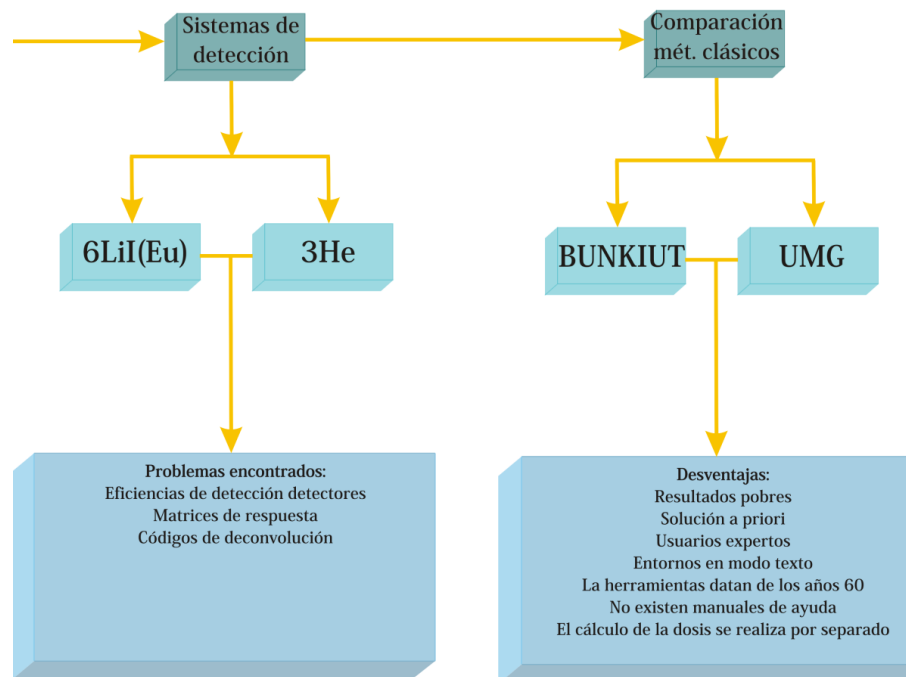 Sistemas de
detección
Comparación
mét. clásicos
6LiI(Eu)
3He
BUNKIUT
UMG
Problemas encontrados:
Eficiencias de detección detectores
Matrices de respuesta
Códigos de deconvolución
Desventajas:
Resultados pobres
Solución a priori
Usuarios expertos
Entornos en modo texto
La herramientas datan de los años 60
No existen manuales de ayuda
El cálculo de la dosis se realiza por separado